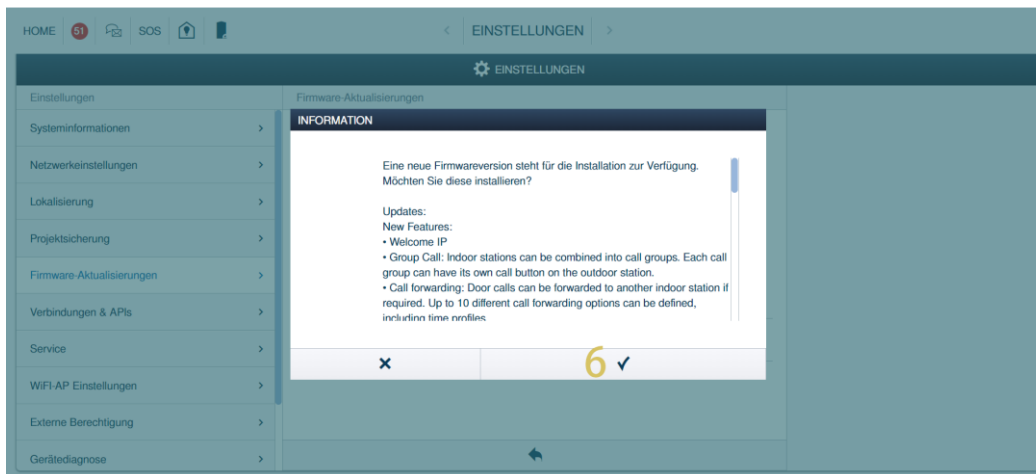 HOME 51 SOS < EINSTELLUNGEN >
EINSTELLUNGEN
Einstellungen
Firmware-Aktualisierungen
Systeminformationen
Netzwerkeinstellungen
Lokalisierung
Projektsicherung
Firmware-Aktualisierungen
Verbindungen & APIs
Service
WiFI-AP Einstellungen
Externe Berechtigung
Gerätediagnose
INFORMATION
Eine neue Firmwareversion steht für die Installation zur Verfügung.
Möchten Sie diese installieren?
Updates:
New Features:
• Welcome IP
• Group Call: Indoor stations can be combined into call groups. Each call
group can have its own call button on the outdoor station.
• Call forwarding: Door calls can be forwarded to another indoor station if
required. Up to 10 different call forwarding options can be defined,
including time profiles
6